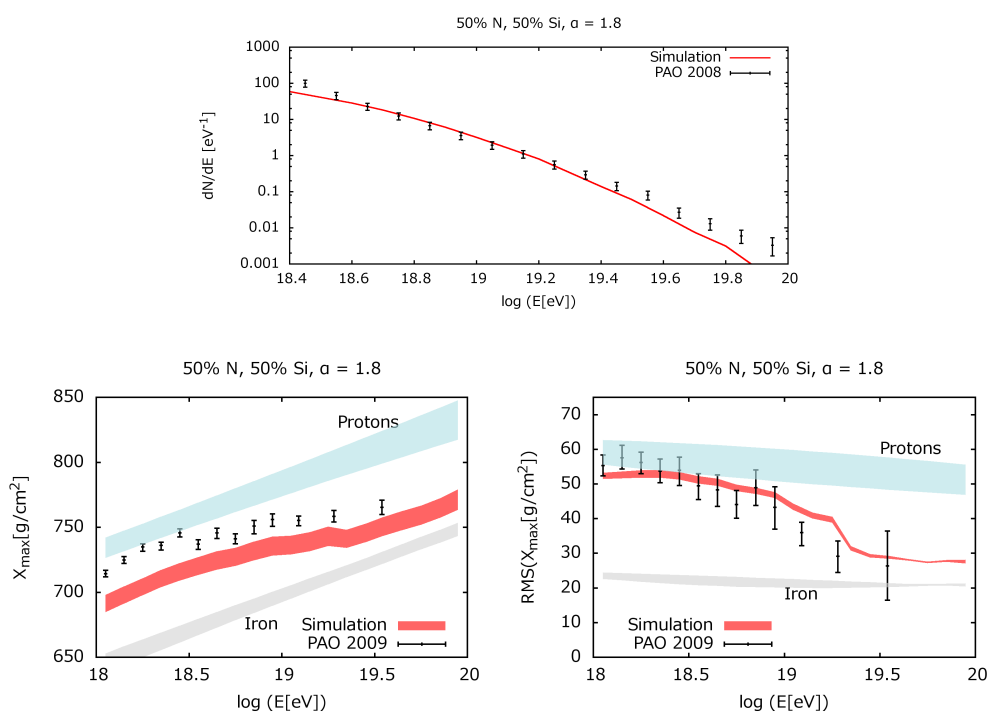 50% N, 50% Si, α = 1.8
1000
100
10
1
0.1
0.01
0.001
dN/dE [eV⁻¹]
Simulation
PAO 2008
18.4 18.6 18.8 19 19.2 19.4 19.6 19.8 20
log (E[eV])
50% N, 50% Si, α = 1.8
850
800
750
700
650
Xmax[g/cm²]
Protons
Iron
Simulation
PAO 2009
18 18.5 19 19.5 20
log (E[eV])
50% N, 50% Si, α = 1.8
70
60
50
40
30
20
10
0
RMS(Xmax[g/cm²])
Protons
Iron
Simulation
PAO 2009
18 18.5 19 19.5 20
log (E[eV])